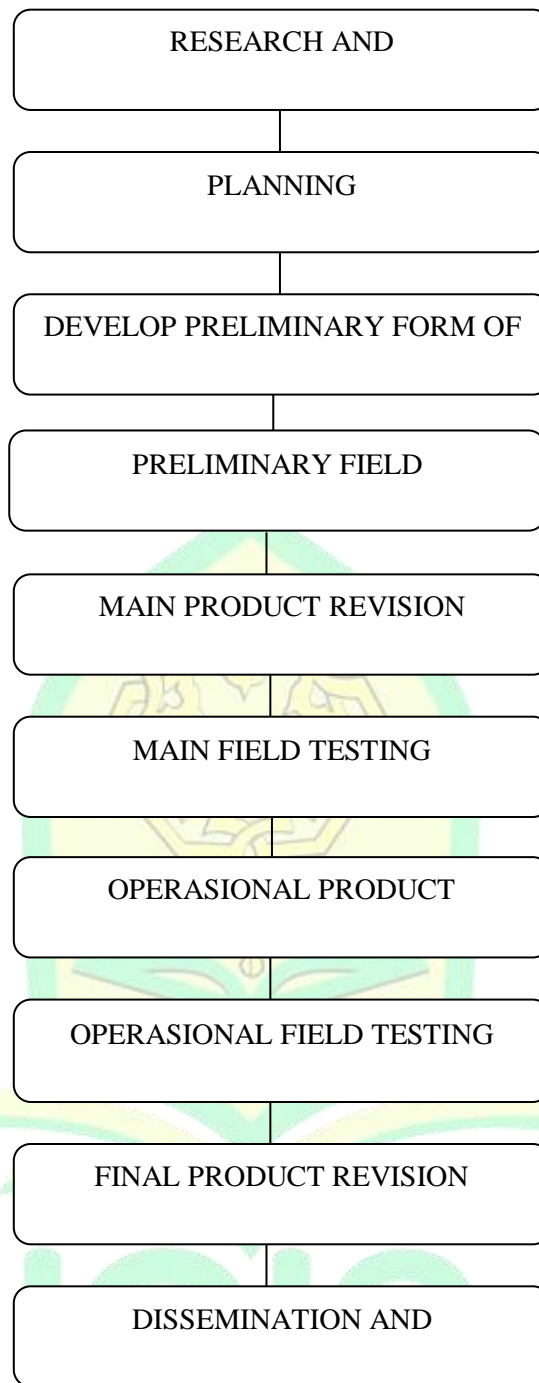 RESEARCH AND
PLANNING
DEVELOP PRELIMINARY FORM OF
PRELIMINARY FIELD
MAIN PRODUCT REVISION
MAIN FIELD TESTING
OPERASIONAL PRODUCT
OPERASIONAL FIELD TESTING
FINAL PRODUCT REVISION
DISSEMINATION AND